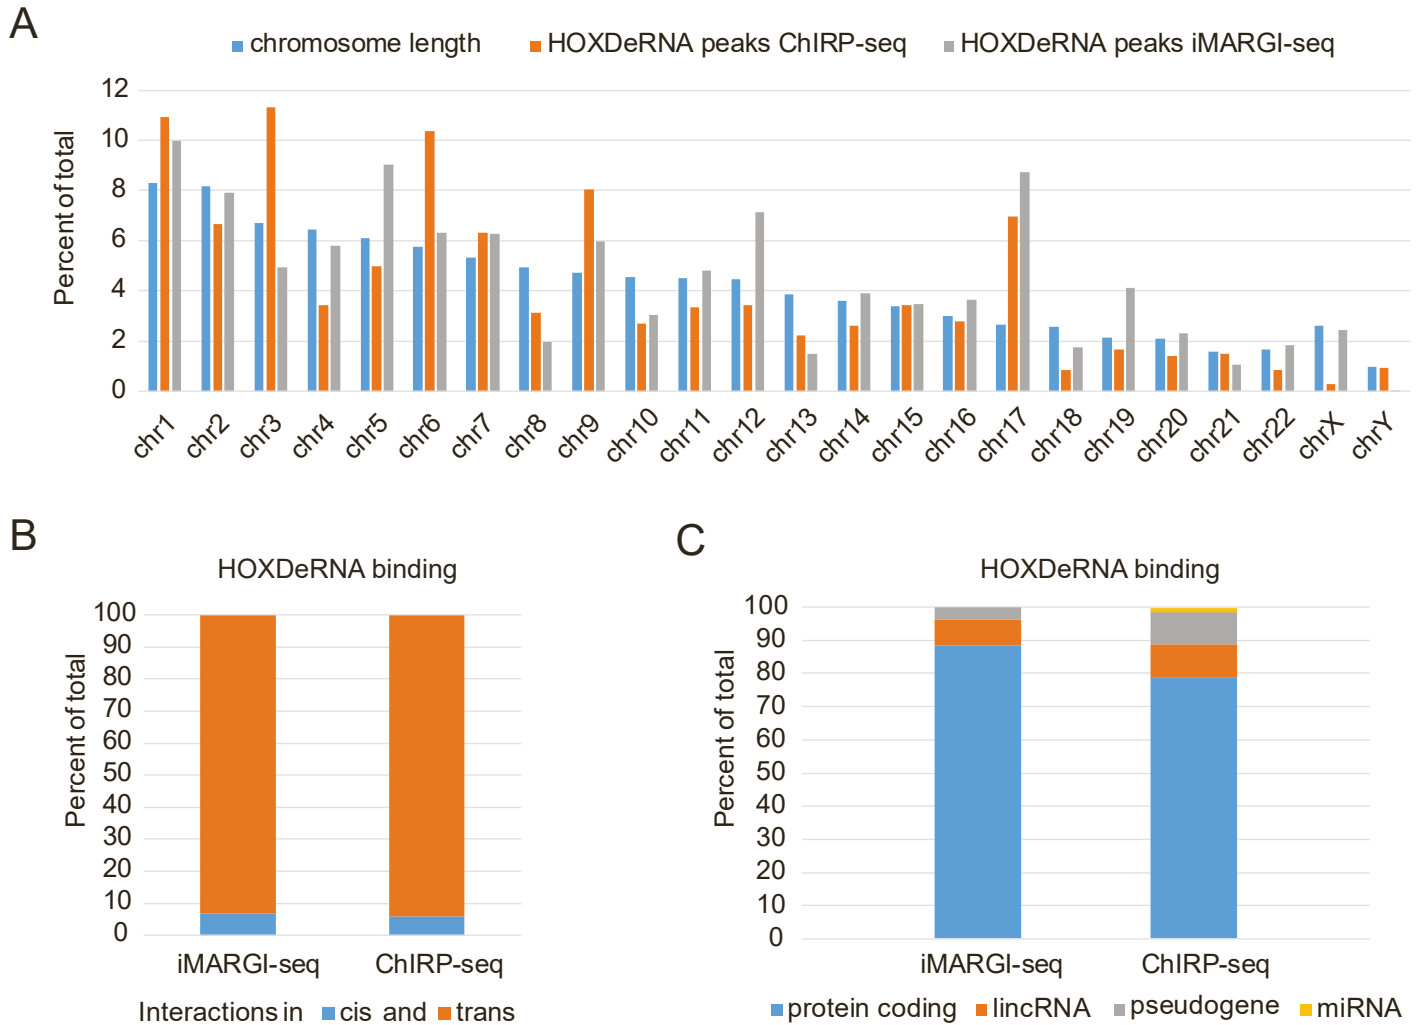 A
chromosome length HOXDeRNA peaks ChIRP-seq HOXDeRNA peaks iMARGI-seq
Percent of total
12
10
8
6
4
2
0
chr1 chr2 chr3 chr4 chr5 chr6 chr7 chr8 chr9 chr10 chr11 chr12 chr13 chr14 chr15 chr16 chr17 chr18 chr19 chr20 chr21 chr22 chrX chrY
B
HOXDeRNA binding
Percent of total
100
90
80
70
60
50
40
30
20
10
0
iMARGI-seq ChIRP-seq
Interactions in cis and trans
C
HOXDeRNA binding
Percent of total
100
90
80
70
60
50
40
30
20
10
0
iMARGI-seq ChIRP-seq
protein coding lincRNA pseudogene miRNA